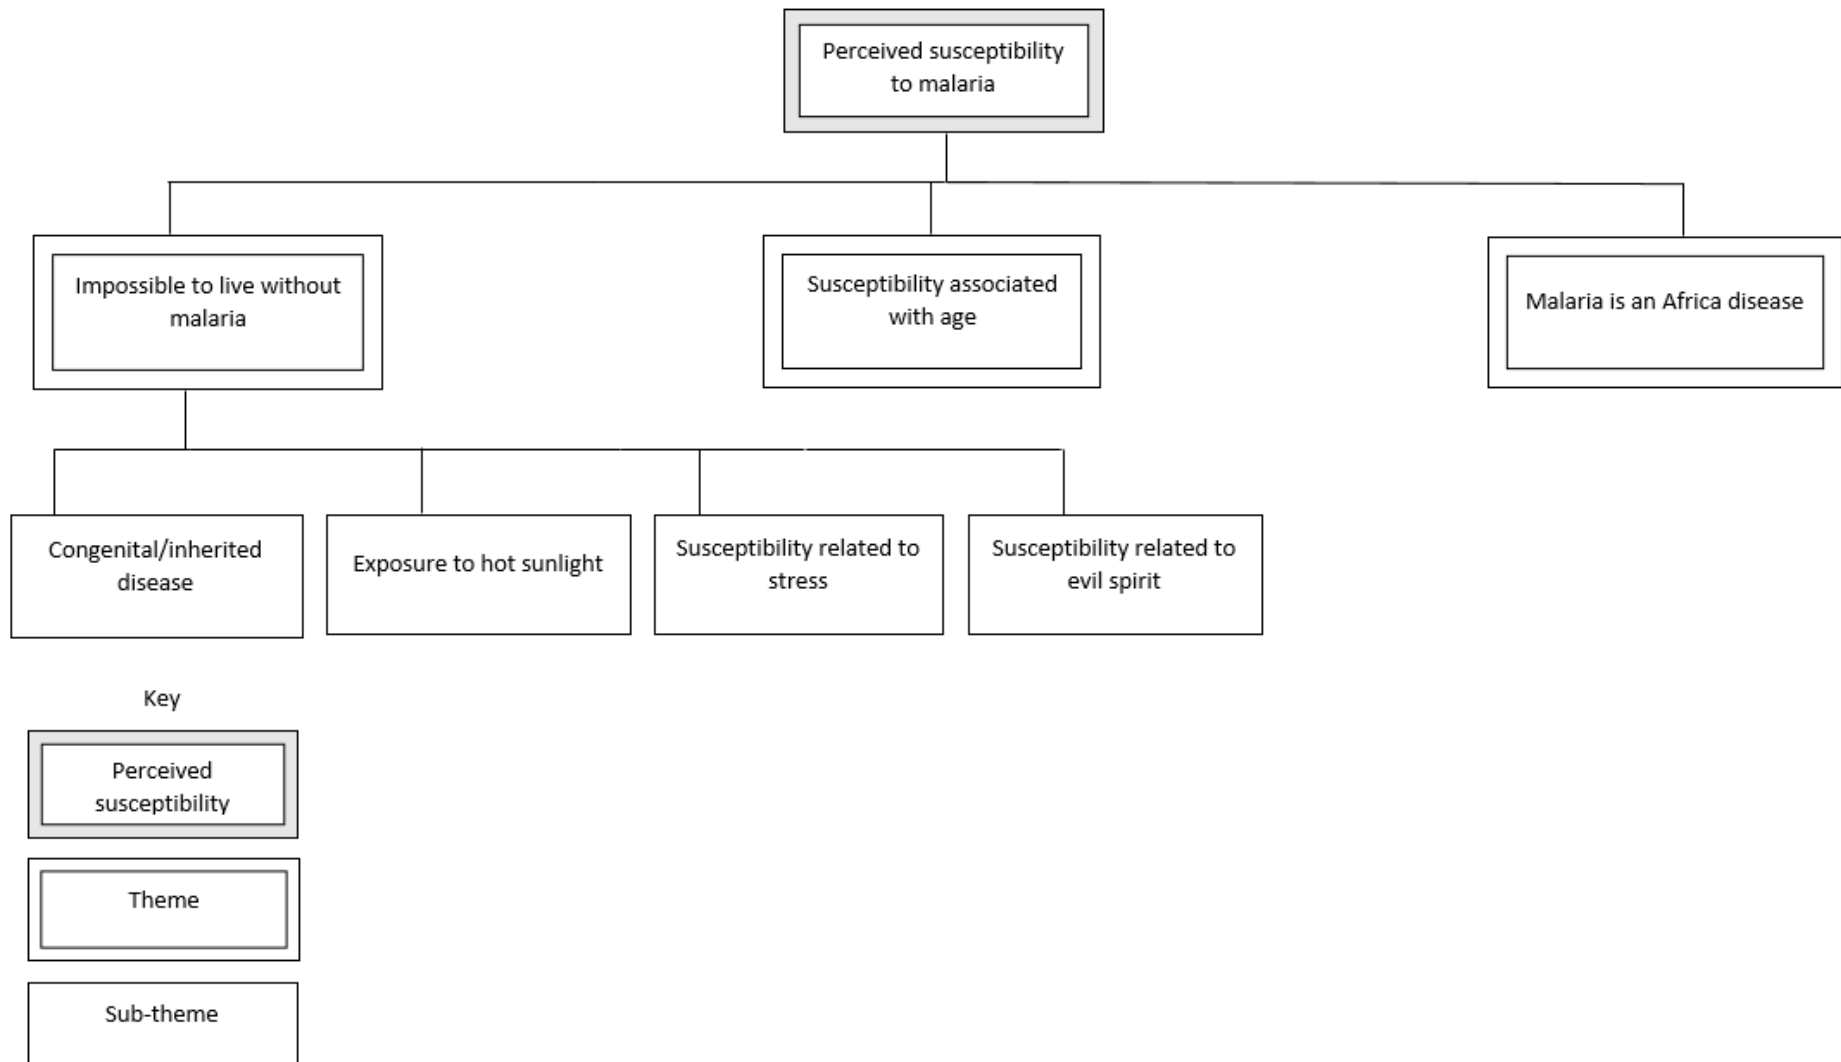 Perceived susceptibility
to malaria
Impossible to live without
malaria
Susceptibility associated
with age
Malaria is an Africa disease
Congenital/inherited
disease
Exposure to hot sunlight
Susceptibility related to
stress
Susceptibility related to
evil spirit
Key
Perceived
susceptibility
Theme
Sub-theme